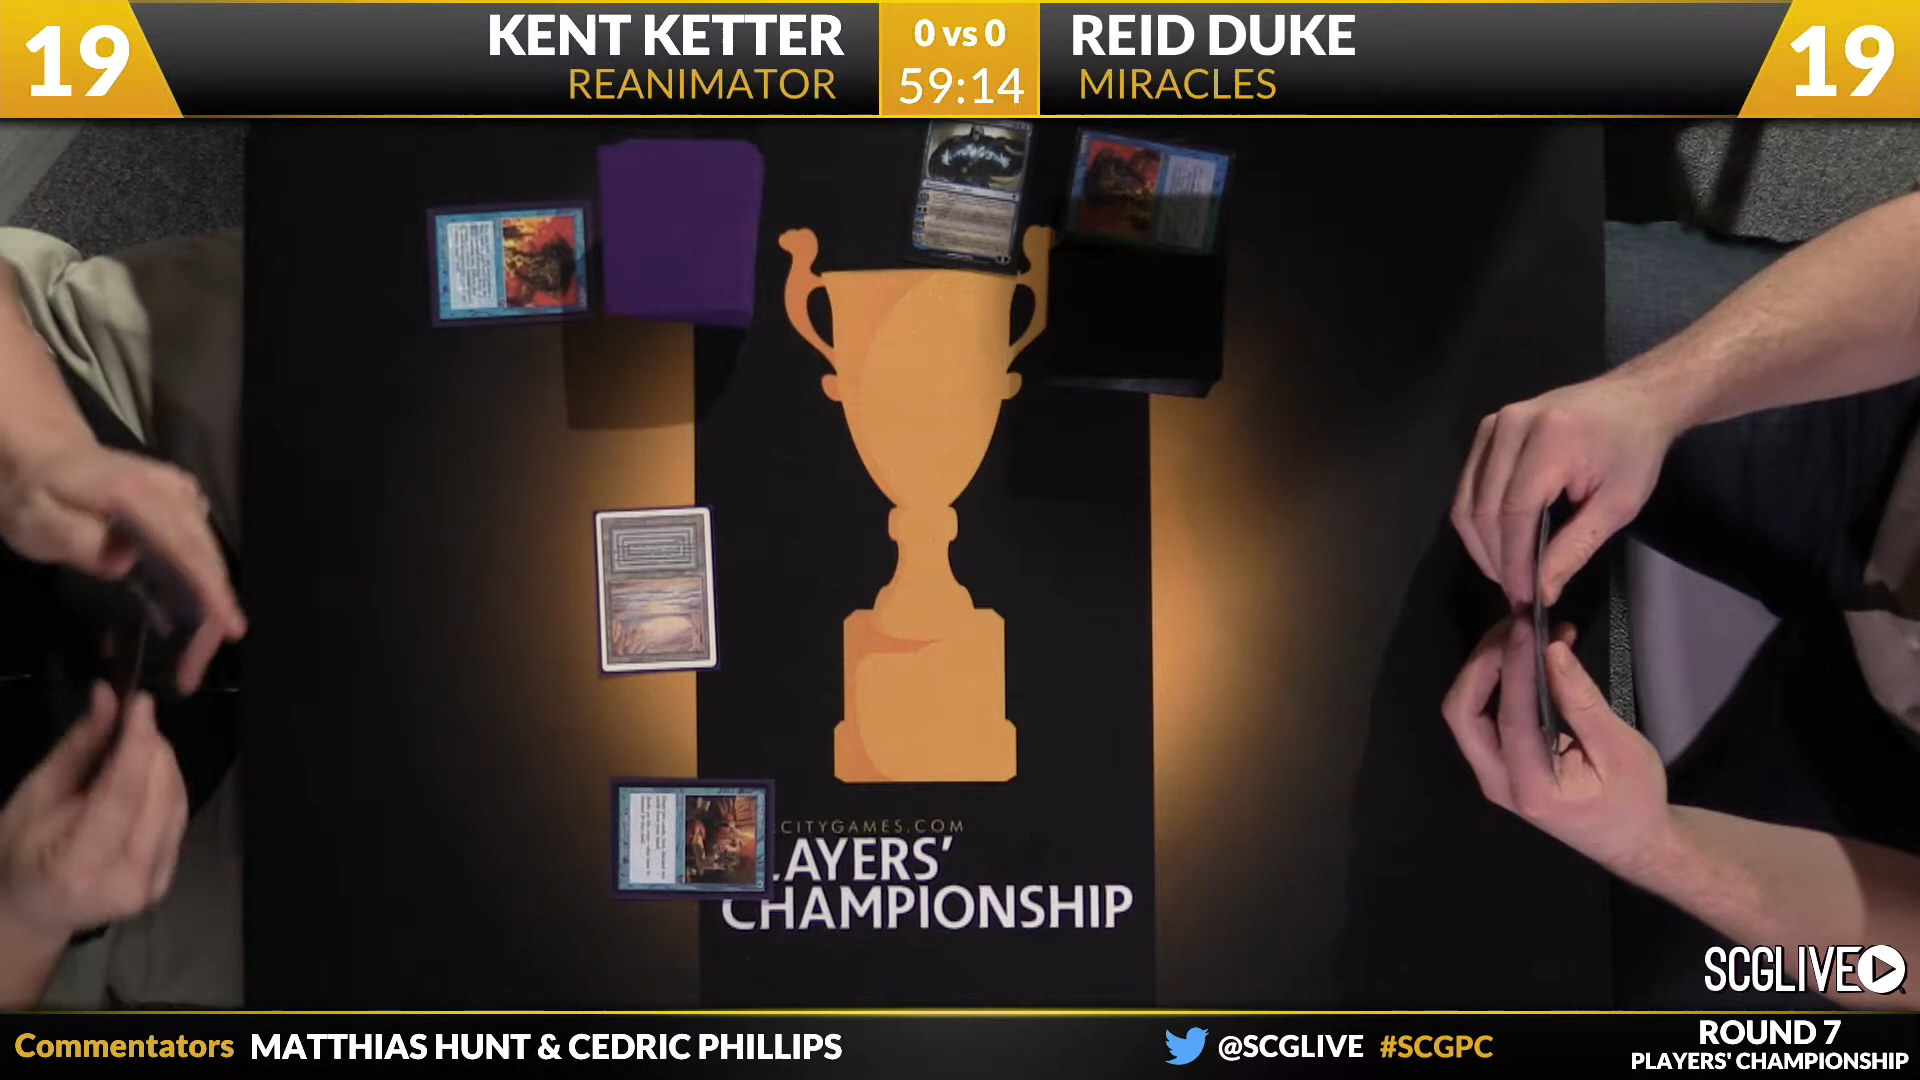 19
KENT KETTER
REANIMATOR
0 vs 0
59:14
REID DUKE
MIRACLES
19
CITYGAMES.COM
AYERS'
CHAMPIONSHIP
SCGLIVE
Commentators MATTHIAS HUNT & CEDRIC PHILLIPS
@SCGLIVE #SCGPC
ROUND 7
PLAYERS' CHAMPIONSHIP